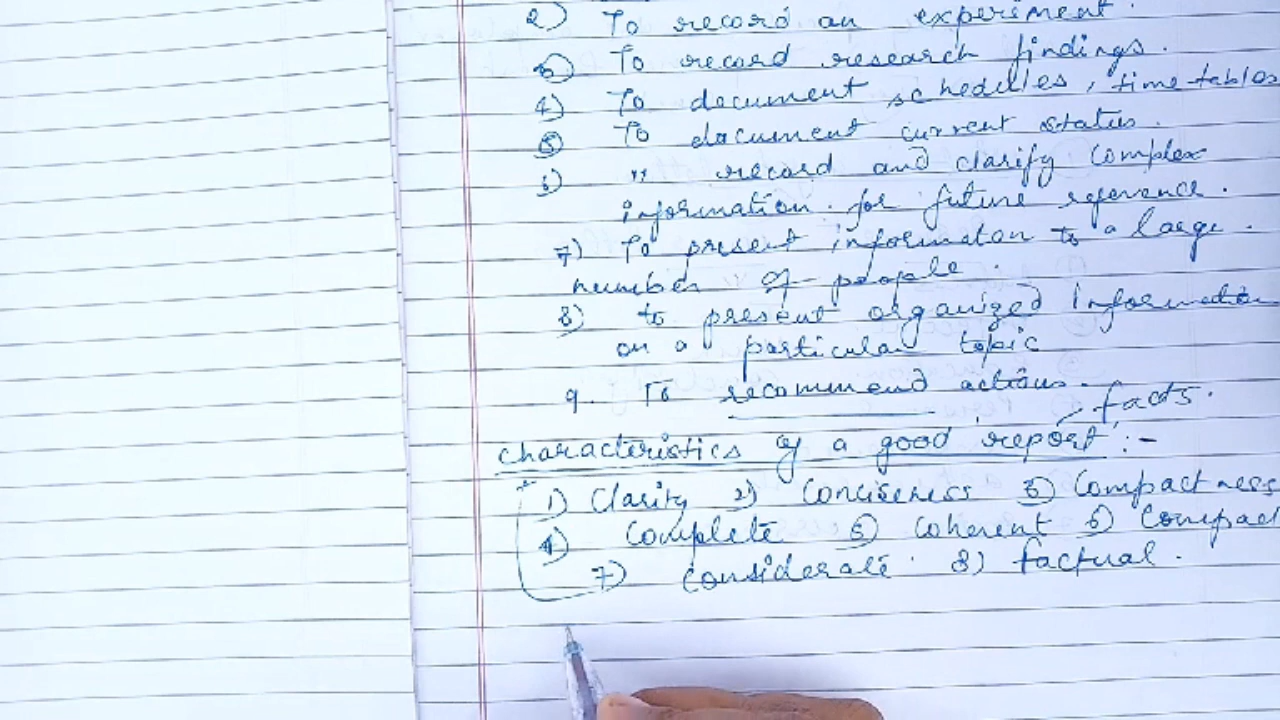 2) To record an experiment.
3) To record research findings.
4) To document schedules, time tables
5) To document current status.
6) " record and clarify complex
information. for future reference.
7) To present informaton to a large.
number of people.
8) to present organized information
on a particular topic
9. To recommend actions.
facts.
characteristics of a good report :-
1) Clarity 2) Conciseness 3) Compactness
4) Complete 5) Coherent 6) Compact
7) Considerate 8) factual.